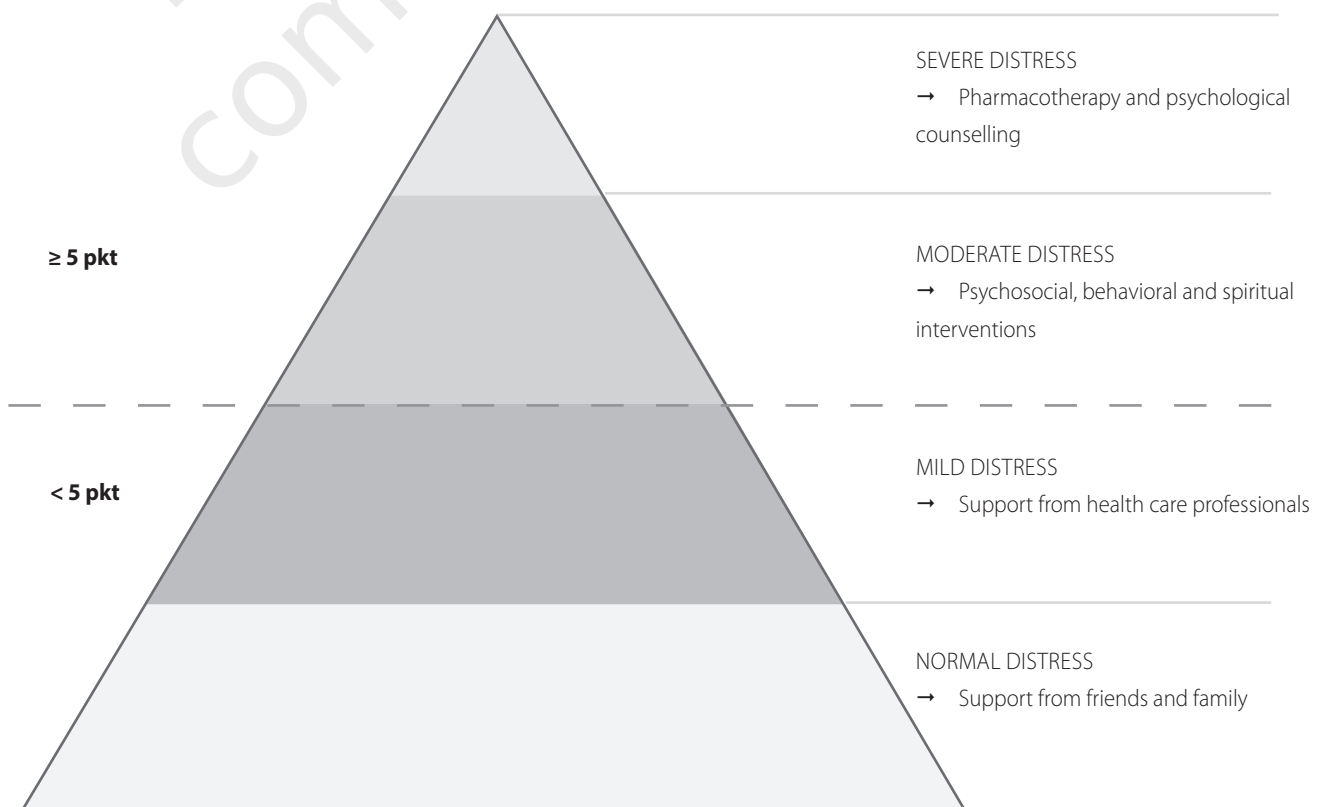 SEVERE DISTRESS
→ Pharmacotherapy and psychological
counselling
≥ 5 pkt
MODERATE DISTRESS
→ Psychosocial, behavioral and spiritual
interventions
< 5 pkt
MILD DISTRESS
→ Support from health care professionals
NORMAL DISTRESS
→ Support from friends and family